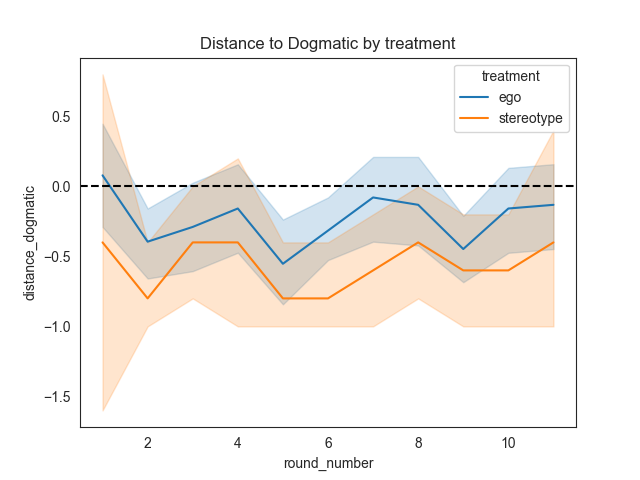 Distance to Dogmatic by treatment
treatment
ego
stereotype
0.5
0.0
−0.5
−1.0
−1.5
distance_dogmatic
2
4
6
8
10
round_number